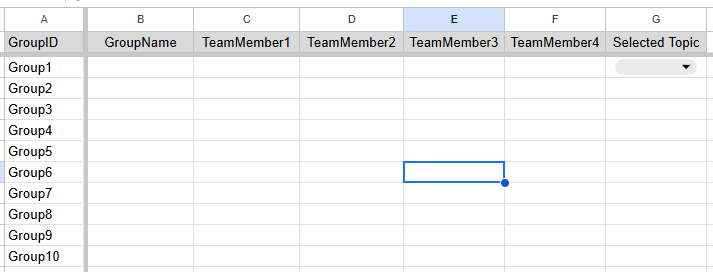 A B C D E F G
GroupID GroupName TeamMember1 TeamMember2 TeamMember3 TeamMember4 Selected Topic
Group1
Group2
Group3
Group4
Group5
Group6
Group7
Group8
Group9
Group10